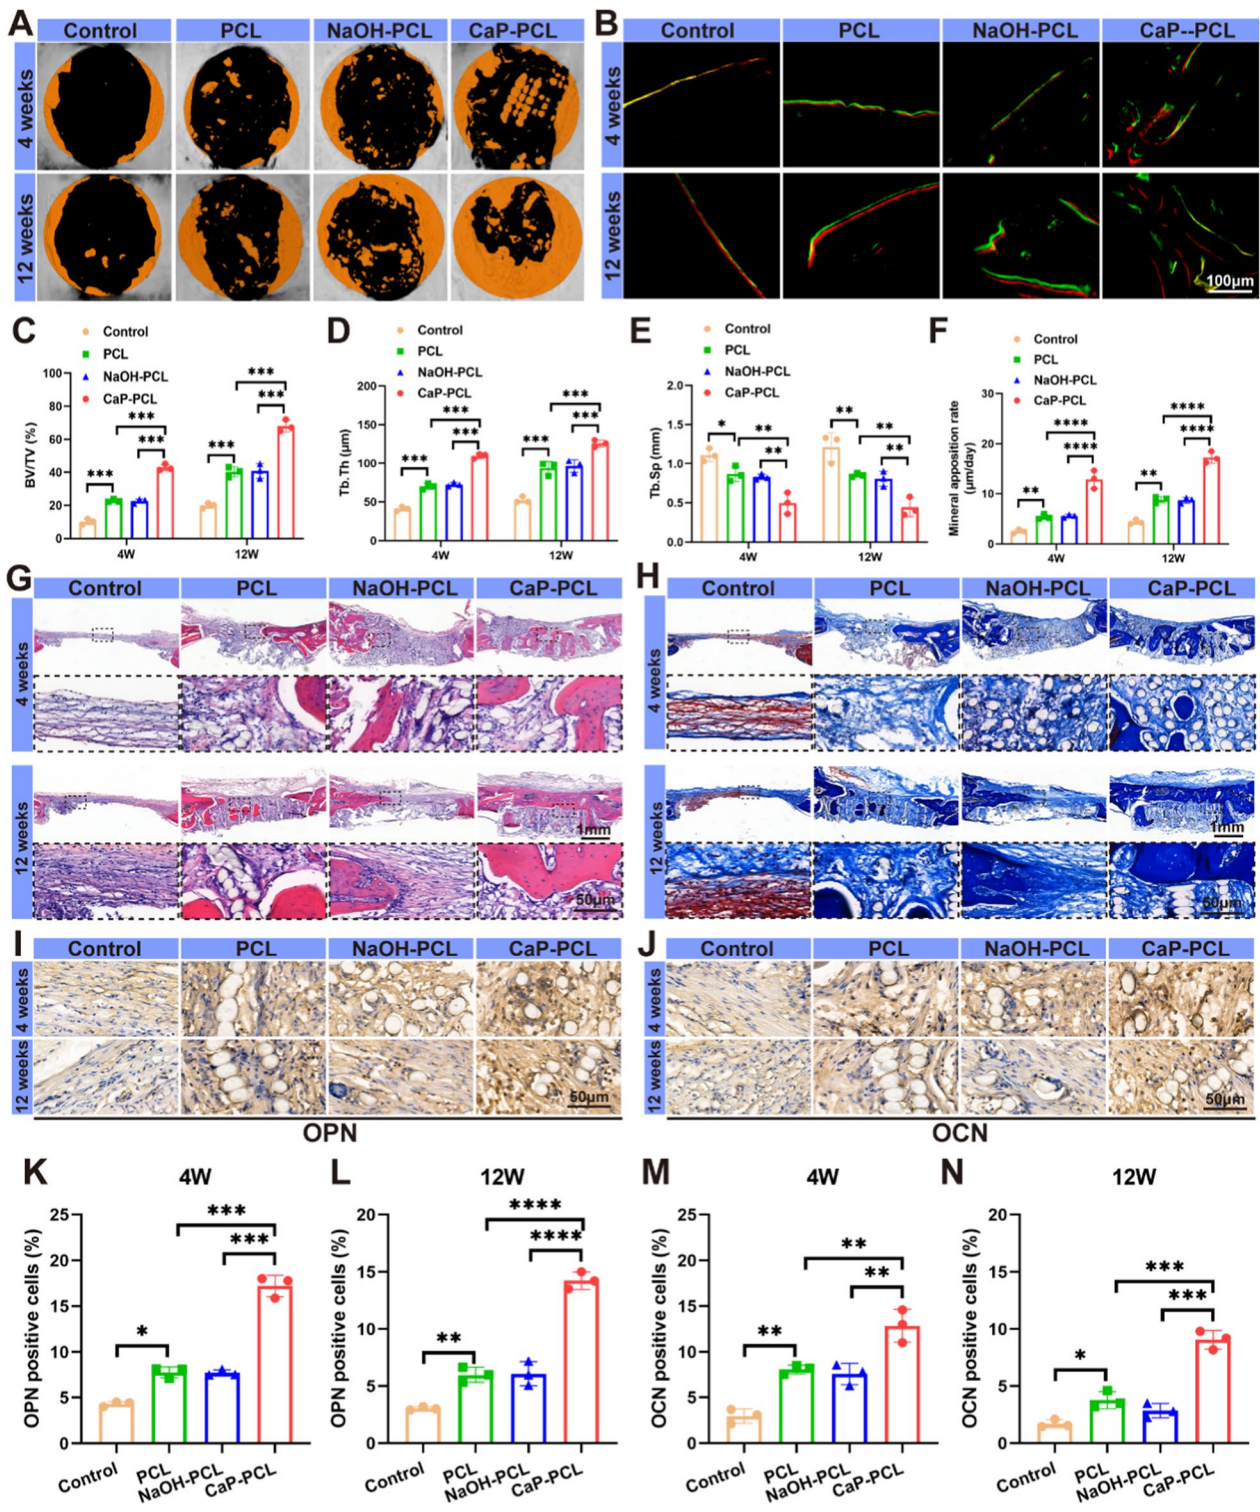 A
Control PCL NaOH-PCL CaP-PCL
4 weeks
12 weeks
B
Control PCL NaOH-PCL CaP--PCL
4 weeks
12 weeks
100μm
C
Control
PCL
NaOH-PCL
CaP-PCL
BV/TV (%)
100
80
60
40
20
0
*** *** *** *** *** ***
4W 12W
D
Control
PCL
NaOH-PCL
CaP-PCL
Tb.Th (μm)
200
150
100
50
0
*** *** *** *** *** ***
4W 12W
E
Control
PCL
NaOH-PCL
CaP-PCL
Tb.Sp (mm)
2.0
1.5
1.0
0.5
0.0
* ** ** ** ** **
4W 12W
F
Control
PCL
NaOH-PCL
CaP-PCL
Mineral apposition rate
(μm/day)
30
20
10
0
** **** **** ** **** ****
4W 12W
G
Control PCL NaOH-PCL CaP-PCL
4 weeks
12 weeks
1mm
50μm
H
Control PCL NaOH-PCL CaP-PCL
4 weeks
12 weeks
1mm
50μm
I
Control PCL NaOH-PCL CaP-PCL
4 weeks
12 weeks
50μm
OPN
J
Control PCL NaOH-PCL CaP-PCL
4 weeks
12 weeks
50μm
OCN
K
4W
OPN positive cells (%)
25
20
15
10
5
0
* *** ***
Control PCL NaOH-PCL CaP-PCL
L
12W
OPN positive cells (%)
20
15
10
5
0
** **** ****
Control PCL NaOH-PCL CaP-PCL
M
4W
OCN positive cells (%)
25
20
15
10
5
0
** ** **
Control PCL NaOH-PCL CaP-PCL
N
12W
OCN positive cells (%)
20
15
10
5
0
* *** ***
Control PCL NaOH-PCL CaP-PCL